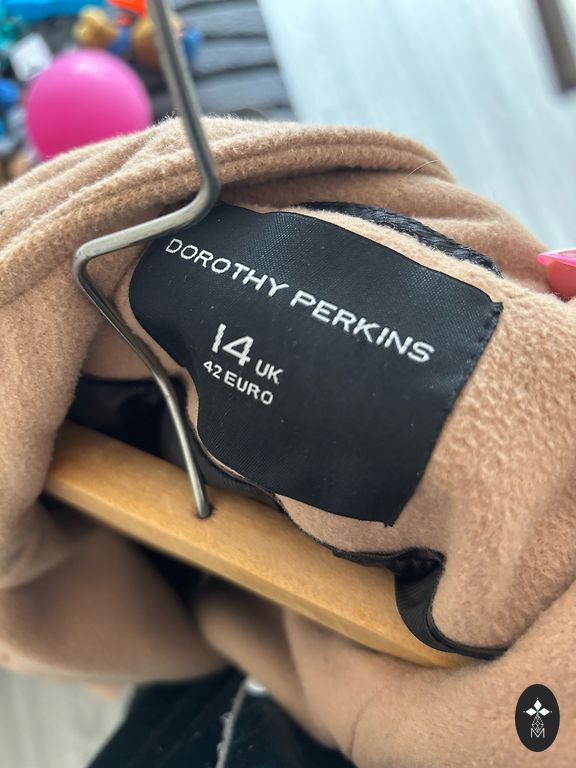 DOROTHY PERKINS
14 UK
42 EURO
M